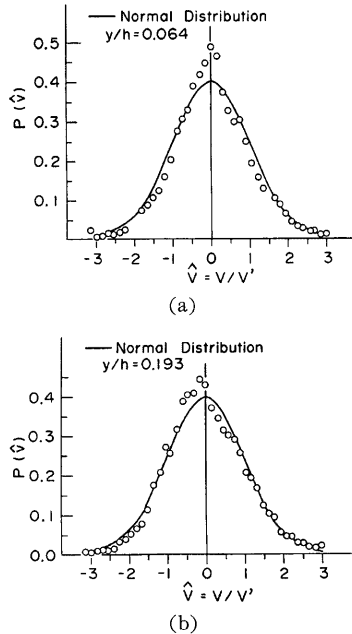 — Normal Distribution
y/h=0.064
P (v̂)
0.5
0.4
0.3
0.2
0.1
-3 -2 -1 0 1 2 3
V̂ = V/V'
(a)
— Normal Distribution
y/h=0.193
P (v̂)
0.4
0.3
0.2
0.1
0.0
-3 -2 -1 0 1 2 3
V̂ = V/V'
(b)